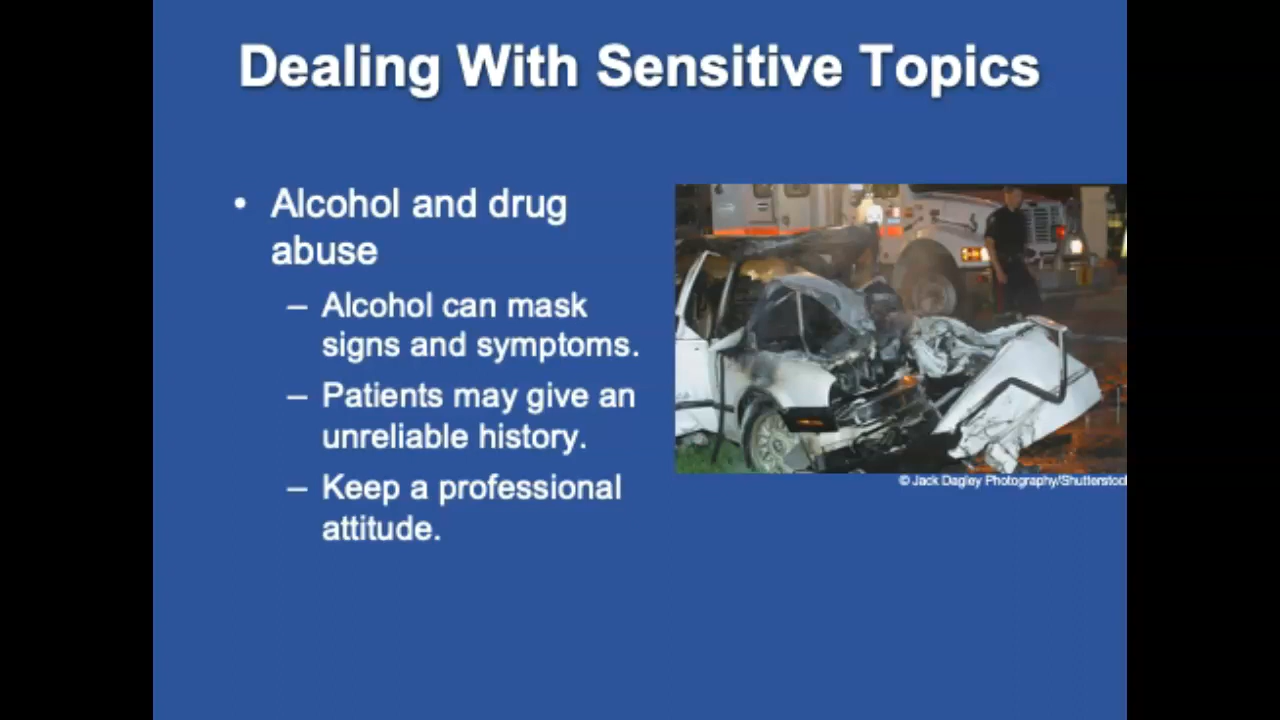 Dealing With Sensitive Topics
• Alcohol and drug
abuse
– Alcohol can mask
signs and symptoms.
– Patients may give an
unreliable history.
– Keep a professional
attitude.
© Jack Dagley Photography/Shutterstoc